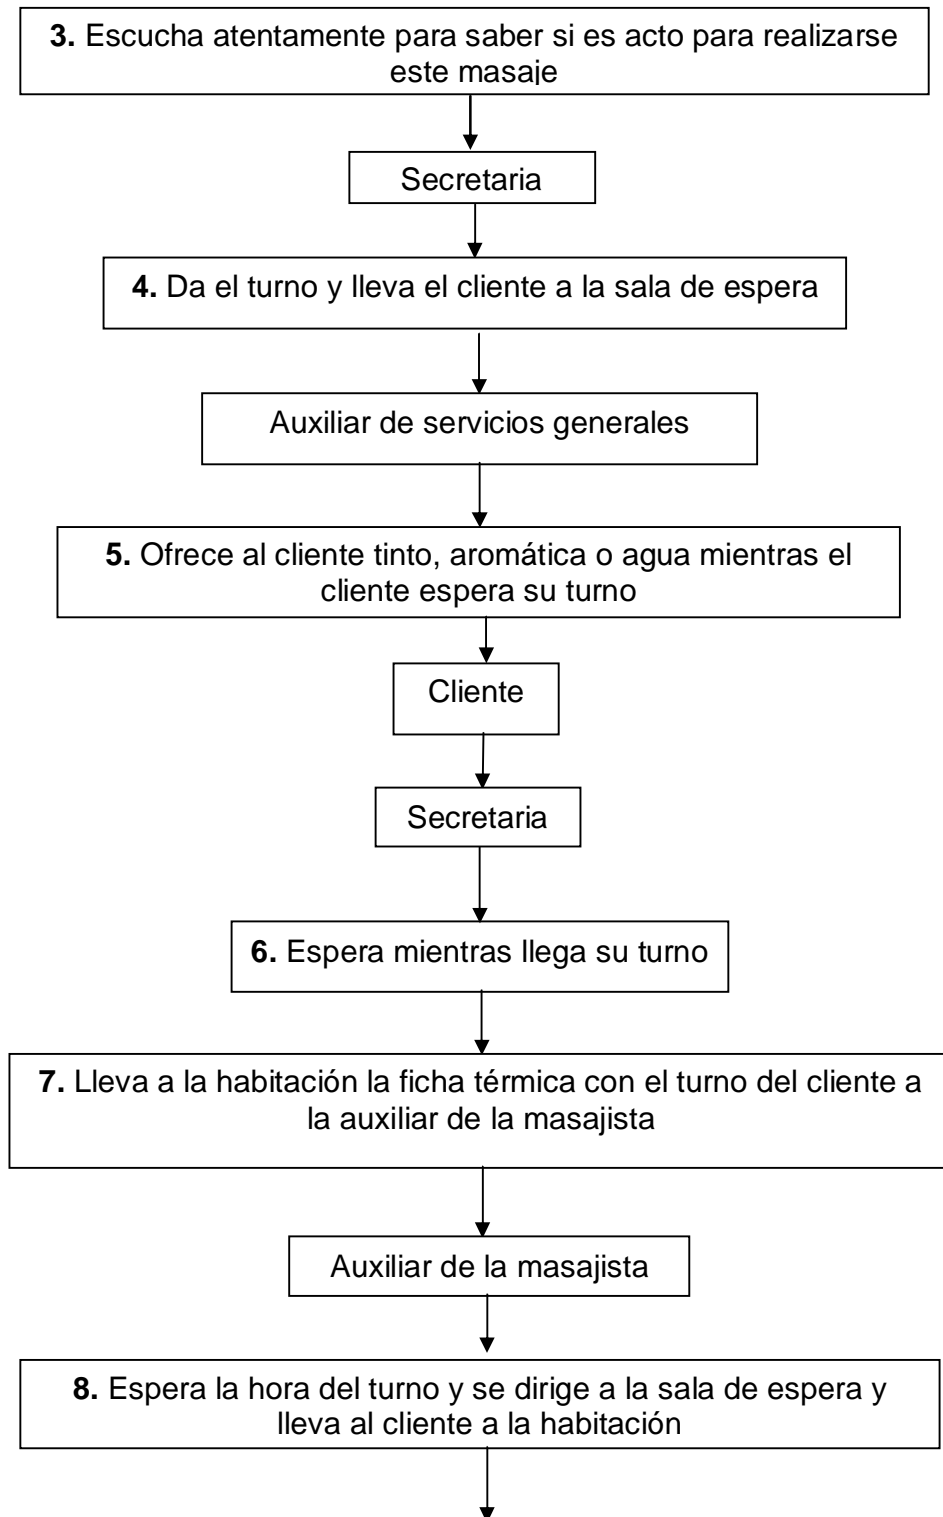 3. Escucha atentamente para saber si es acto para realizarse
este masaje
Secretaria
4. Da el turno y lleva el cliente a la sala de espera
Auxiliar de servicios generales
5. Ofrece al cliente tinto, aromática o agua mientras el
cliente espera su turno
Cliente
Secretaria
6. Espera mientras llega su turno
7. Lleva a la habitación la ficha térmica con el turno del cliente a
la auxiliar de la masajista
Auxiliar de la masajista
8. Espera la hora del turno y se dirige a la sala de espera y
lleva al cliente a la habitación